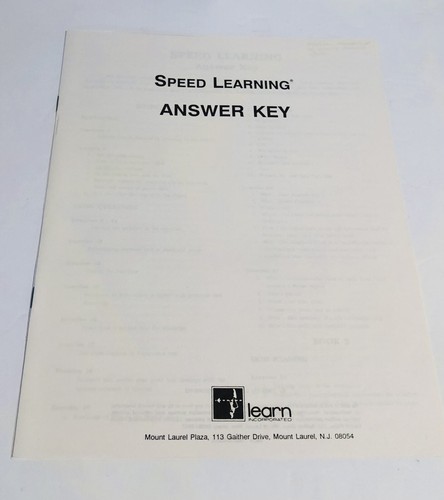 SPEED LEARNING®
ANSWER KEY
learn
INCORPORATED
Mount Laurel Plaza, 113 Gaither Drive, Mount Laurel, N.J. 08054